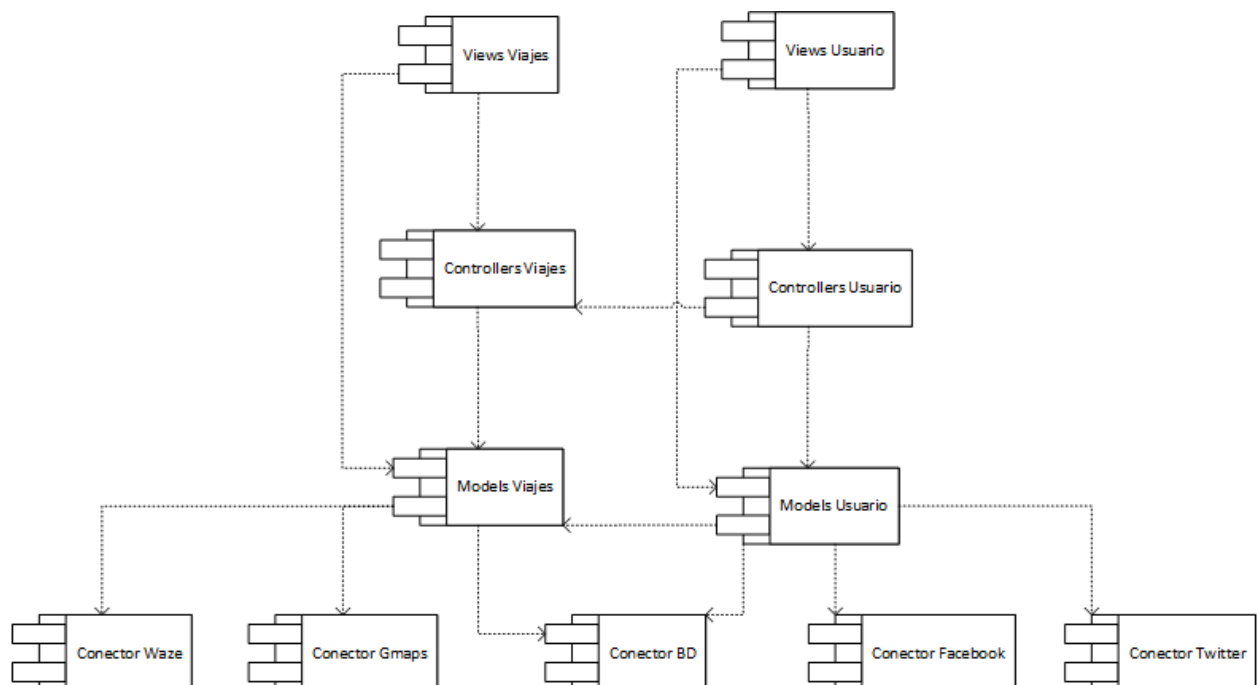 Views Viajes
Views Usuario
Controllers Viajes
Controllers Usuario
Models Viajes
Models Usuario
Conector Waze
Conector Gmaps
Conector BD
Conector Facebook
Conector Twitter